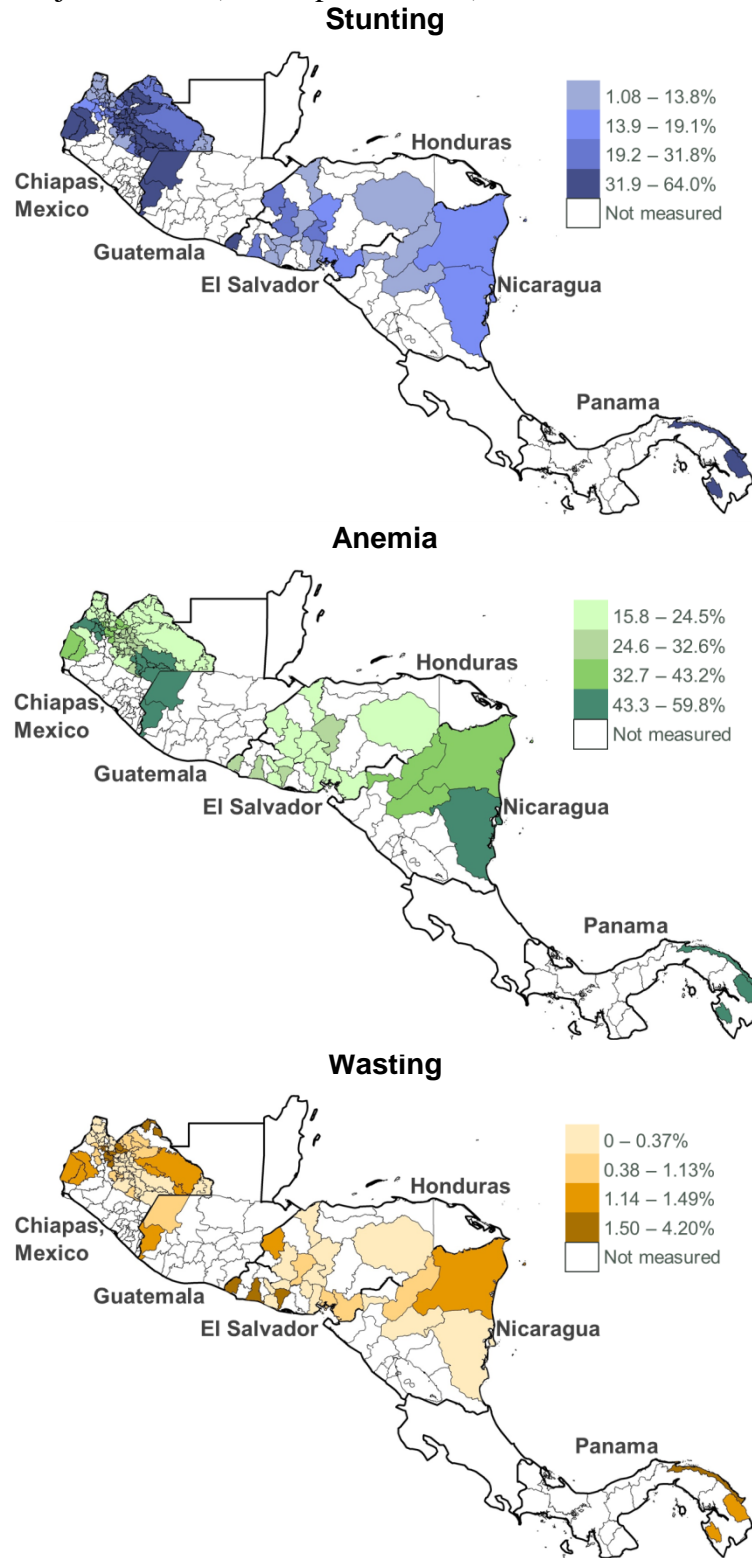 Stunting
1.08 – 13.8%
13.9 – 19.1%
19.2 – 31.8%
31.9 – 64.0%
Not measured
Honduras
Chiapas,
Mexico
Guatemala
El Salvador
Nicaragua
Panama
Anemia
15.8 – 24.5%
24.6 – 32.6%
32.7 – 43.2%
43.3 – 59.8%
Not measured
Honduras
Chiapas,
Mexico
Guatemala
El Salvador
Nicaragua
Panama
Wasting
0 – 0.37%
0.38 – 1.13%
1.14 – 1.49%
1.50 – 4.20%
Not measured
Honduras
Chiapas,
Mexico
Guatemala
El Salvador
Nicaragua
Panama